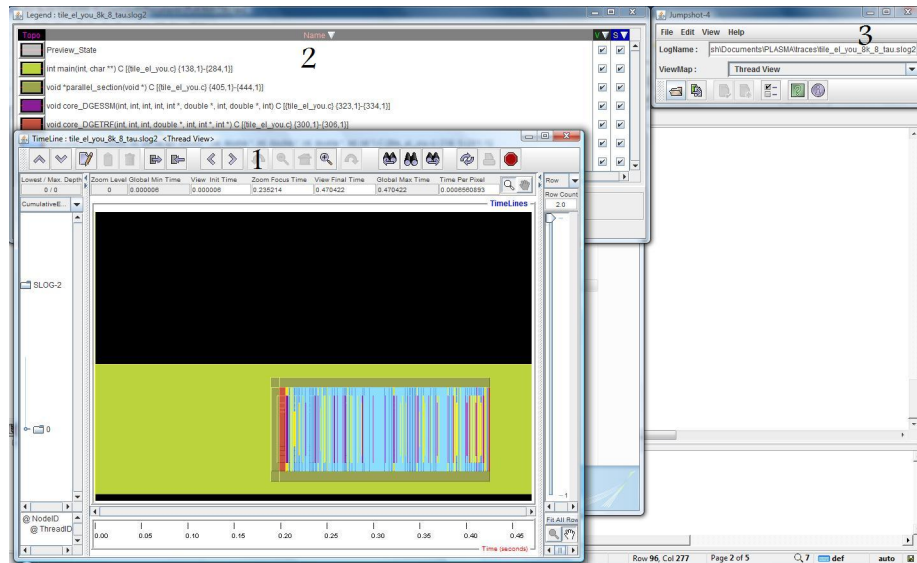 Legend : tile_el_you_8k_8_tau.slog2
Topo Name V S
2
Preview_State
int main(int, char **) C [{tile_el_you.c} {138,1}-{284,1}]
void *parallel_section(void *) C [{tile_el_you.c} {405,1}-{444,1}]
void core_DGESSM(int, int, int, int, int *, double *, int, double *, int) C [{tile_el_you.c} {323,1}-{334,1}]
void core_DGETRF(int, int, int, double *, int, int *, int *) C [{tile_el_you.c} {300,1}-{306,1}]
Jumpshot-4
File Edit View Help
3
LogName : sh\Documents\PLASMA\traces\tile_el_you_8k_8_tau.slog2
ViewMap : Thread View
TimeLine : tile_el_you_8k_8_tau.slog2 <Thread View>
1
Lowest / Max. Depth Zoom Level Global Min Time View Init Time Zoom Focus Time View Final Time Global Max Time Time Per Pixel Row
0 / 0 0 0.000006 0.000006 0.235214 0.470422 0.470422 0.0006560893 Row Count
CumulativeE... TimeLines 2.0
SLOG-2
0
1
@ NodeID
@ ThreadID
Fit All Row
0.00 0.05 0.10 0.15 0.20 0.25 0.30 0.35 0.40 0.45
Time (seconds)
Row 96, Col 277 Page 2 of 5 7 def auto